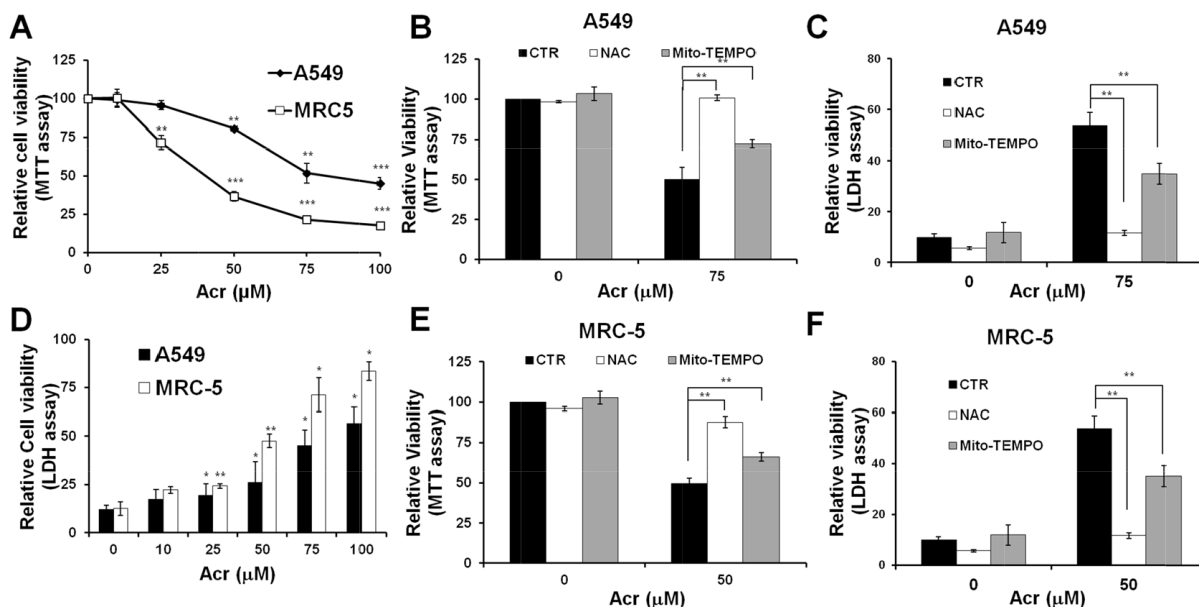 A
Relative cell viability
(MTT assay)
125
100
75
50
25
0
A549
MRC5
**
***
***
***
**
**
***
0
25
50
75
100
Acr (μM)
B
A549
Relative Viability
(MTT assay)
125
100
75
50
25
0
CTR
NAC
Mito-TEMPO
**
**
0
75
Acr (μM)
C
A549
Relative viability
(LDH assay)
80
60
40
20
0
CTR
NAC
Mito-TEMPO
**
**
0
75
Acr (μM)
D
Relative Cell viability
(LDH assay)
100
75
50
25
0
A549
MRC-5
*
**
*
**
*
*
*
*
0
10
25
50
75
100
Acr (μM)
E
MRC-5
Relative Viability
(MTT assay)
125
100
75
50
25
0
CTR
NAC
Mito-TEMPO
**
**
0
50
Acr (μM)
F
MRC-5
Relative viability
(LDH assay)
80
60
40
20
0
CTR
NAC
Mito-TEMPO
**
**
0
50
Acr (μM)